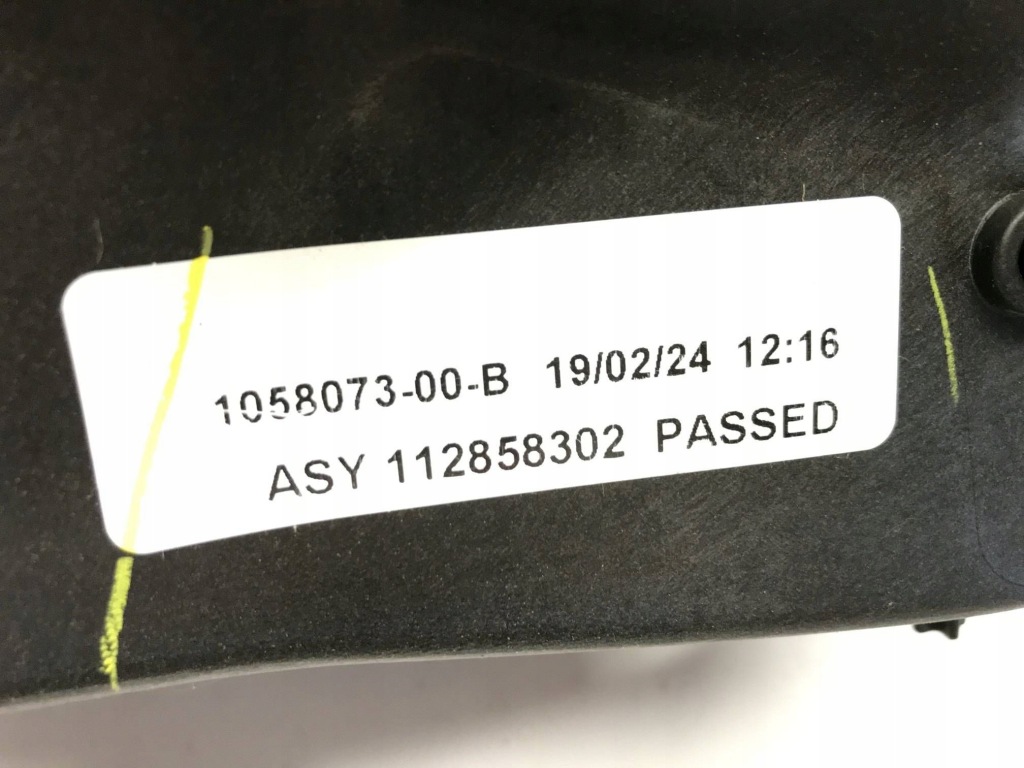 1058073-00-B 19/02/24 12:16
ASY 112858302 PASSED